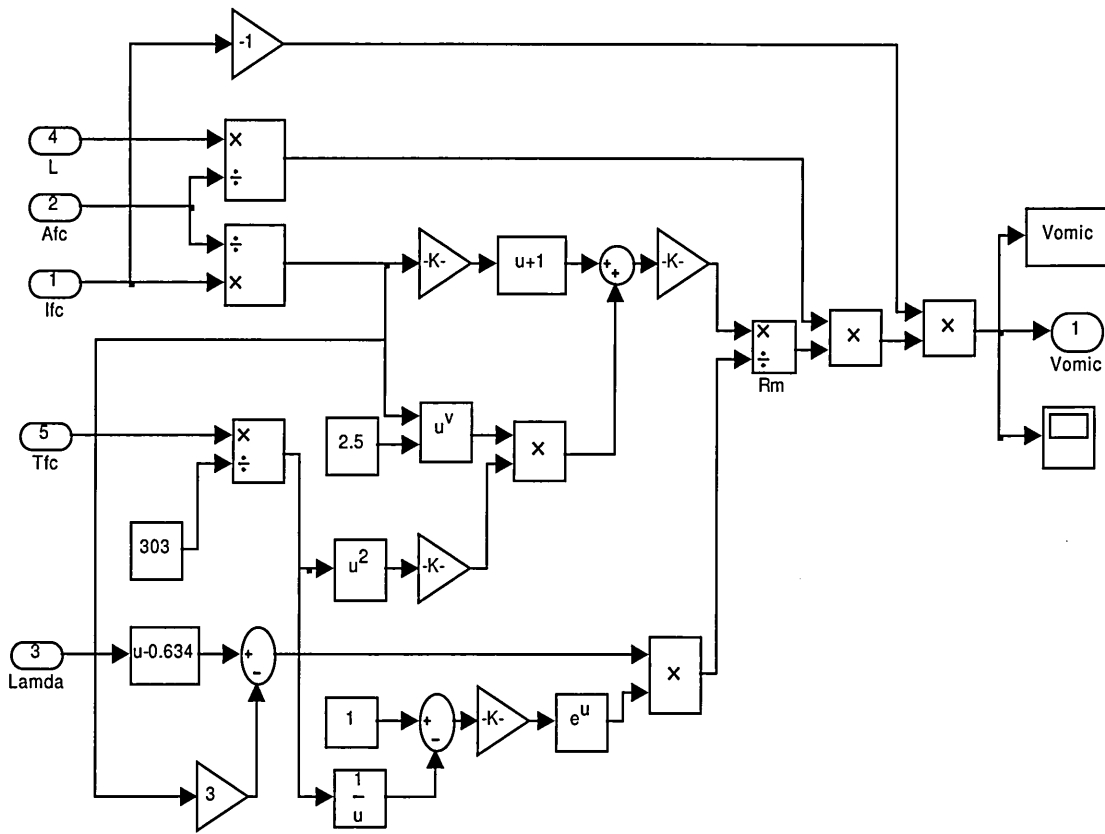 -1
4
×
L
÷
2
Afc
÷
1
×
Ifc
-K-
u+1
+
+
-K-
×
÷
Rm
×
×
Vomic
1
Vomic
5
Tfc
×
÷
2.5
u^v
×
303
u^2
-K-
3
Lamda
u-0.634
+
-
×
1
+
-
-K-
e^u
3
1
u